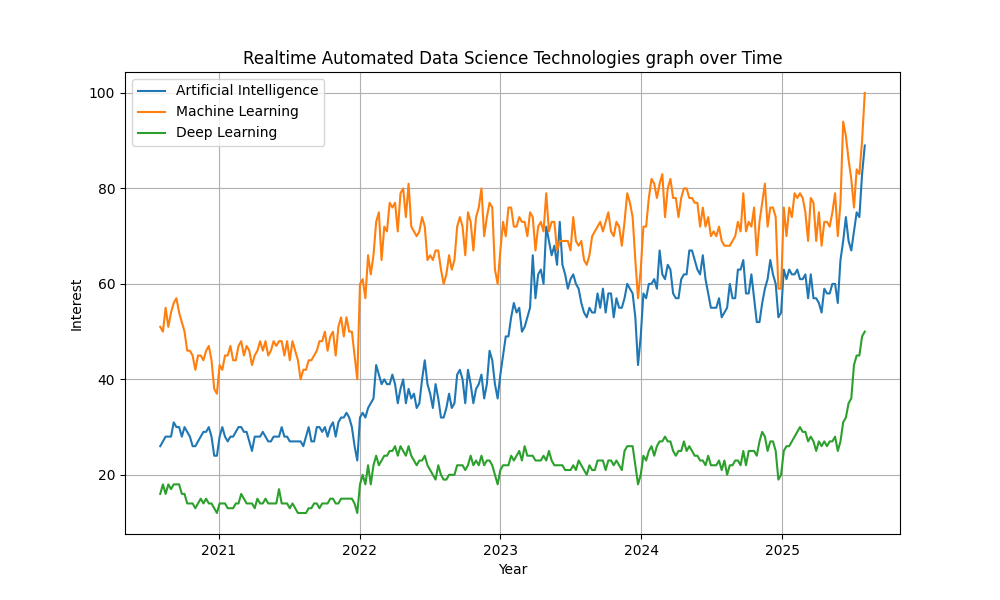 Realtime Automated Data Science Technologies graph over Time
Artificial Intelligence
Machine Learning
Deep Learning
100
80
60
40
20
Interest
2021 2022 2023 2024 2025
Year